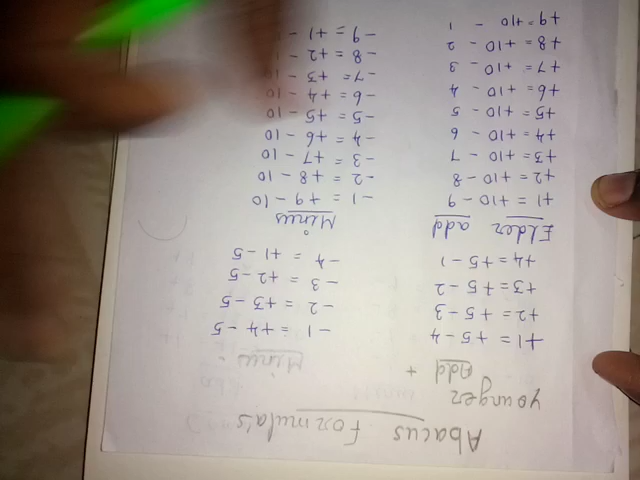 Abacus Formula's
younger
Add + Minus -
+1 = +5 - 4 -1 = +4 - 5
+2 = +5 - 3 -2 = +3 - 5
+3 = +5 - 2 -3 = +2 - 5
+4 = +5 - 1 -4 = +1 - 5
Elder add Minus
+1 = +10 - 9 -1 = +9 - 10
+2 = +10 - 8 -2 = +8 - 10
+3 = +10 - 7 -3 = +7 - 10
+4 = +10 - 6 -4 = +6 - 10
+5 = +10 - 5 -5 = +5 - 10
+6 = +10 - 4 -6 = +4 - 10
+7 = +10 - 3 -7 = +3 - 10
+8 = +10 - 2 -8 = +2 -
+9 = +10 - 1 -9 = +1 -